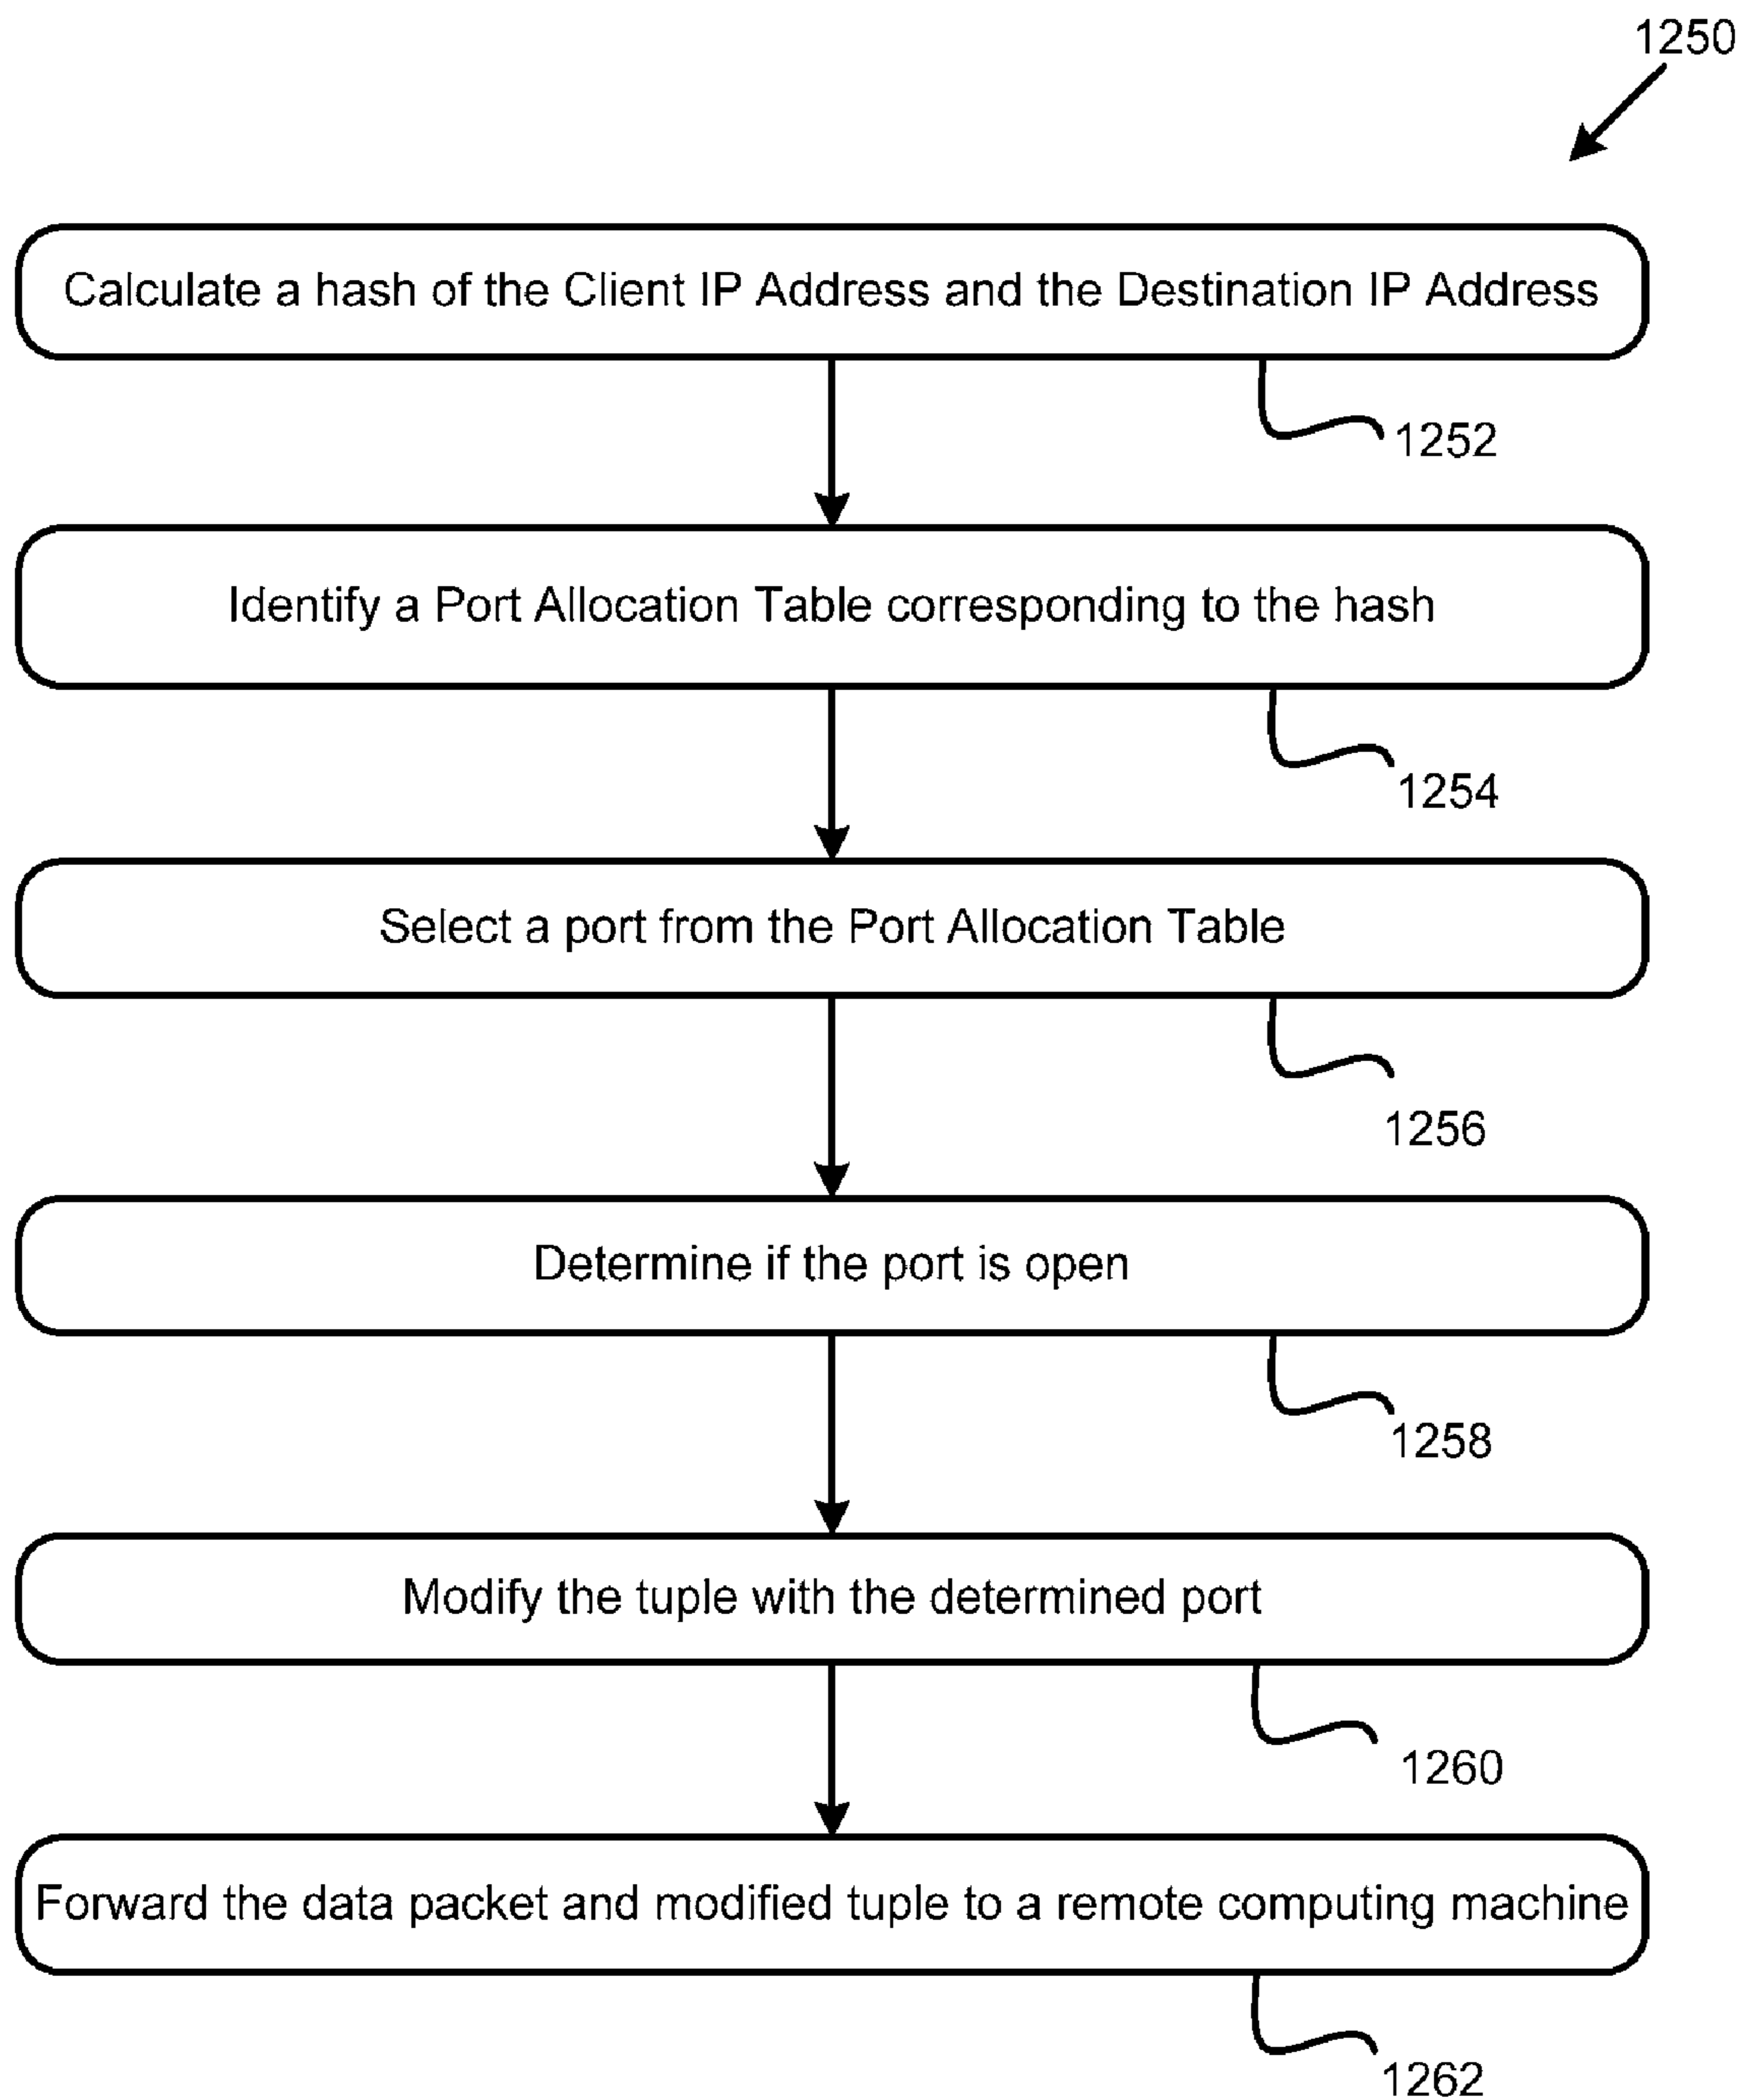 1250
Calculate a hash of the Client IP Address and the Destination IP Address
1252
Identify a Port Allocation Table corresponding to the hash
1254
Select a port from the Port Allocation Table
1256
Determine if the port is open
1258
Modify the tuple with the determined port
1260
Forward the data packet and modified tuple to a remote computing machine
1262